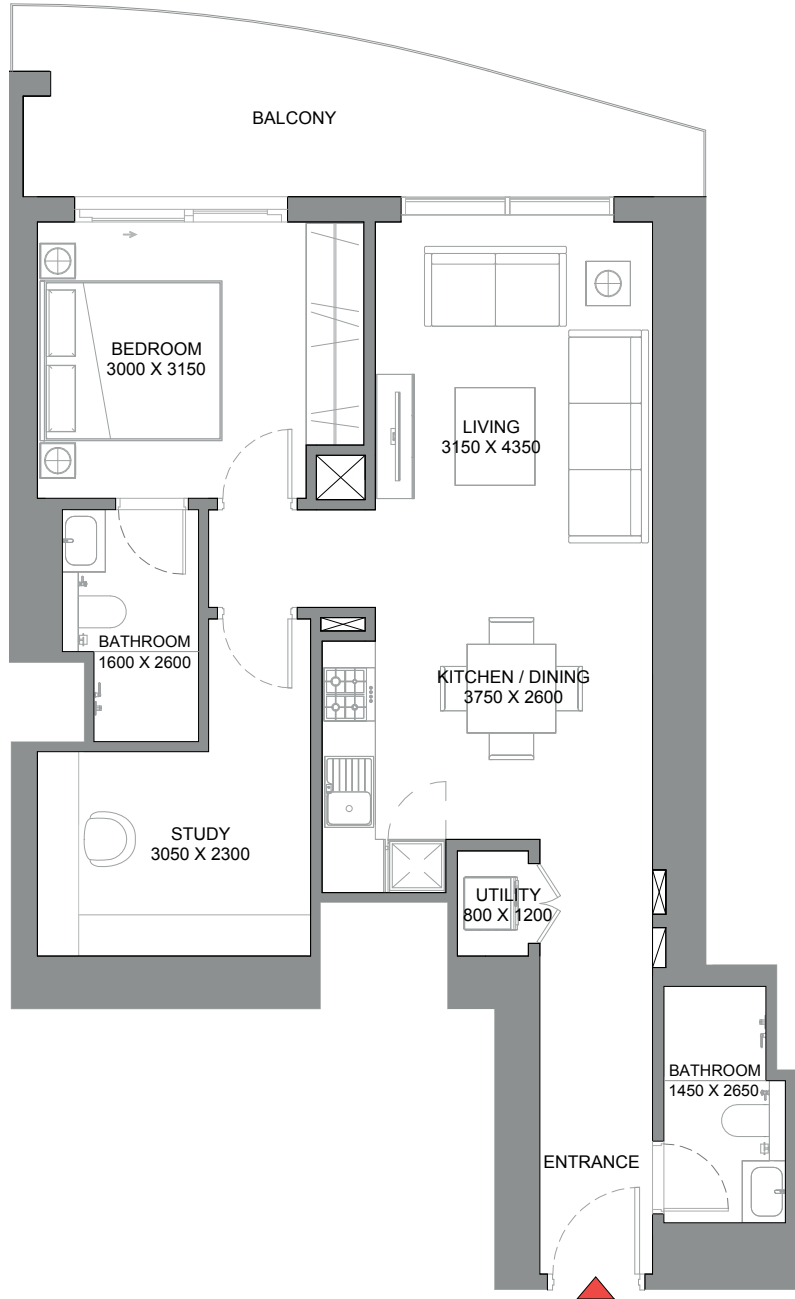 BALCONY
BEDROOM
3000 X 3150
LIVING
3150 X 4350
BATHROOM
1600 X 2600
KITCHEN / DINING
3750 X 2600
STUDY
3050 X 2300
UTILITY
800 X 1200
BATHROOM
1450 X 2650
ENTRANCE